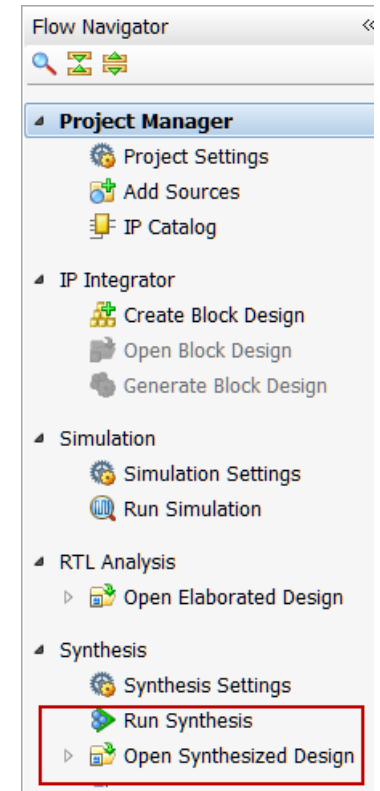 Flow Navigator
Project Manager
Project Settings
Add Sources
IP Catalog
IP Integrator
Create Block Design
Open Block Design
Generate Block Design
Simulation
Simulation Settings
Run Simulation
RTL Analysis
Open Elaborated Design
Synthesis
Synthesis Settings
Run Synthesis
Open Synthesized Design